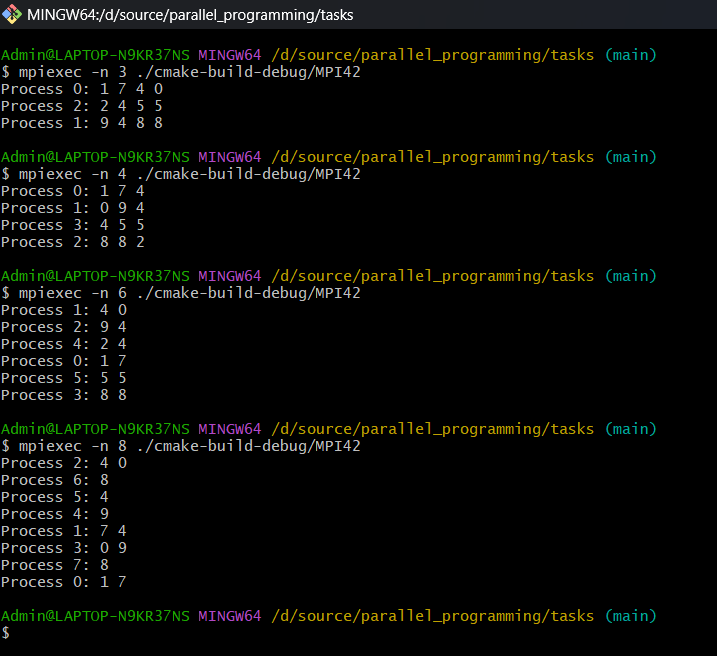 MINGW64:/d/source/parallel_programming/tasks
Admin@LAPTOP-N9KR37NS MINGW64 /d/source/parallel_programming/tasks (main)
$ mpiexec -n 3 ./cmake-build-debug/MPI42
Process 0: 1 7 4 0
Process 2: 2 4 5 5
Process 1: 9 4 8 8
Admin@LAPTOP-N9KR37NS MINGW64 /d/source/parallel_programming/tasks (main)
$ mpiexec -n 4 ./cmake-build-debug/MPI42
Process 0: 1 7 4
Process 1: 0 9 4
Process 3: 4 5 5
Process 2: 8 8 2
Admin@LAPTOP-N9KR37NS MINGW64 /d/source/parallel_programming/tasks (main)
$ mpiexec -n 6 ./cmake-build-debug/MPI42
Process 1: 4 0
Process 2: 9 4
Process 4: 2 4
Process 0: 1 7
Process 5: 5 5
Process 3: 8 8
Admin@LAPTOP-N9KR37NS MINGW64 /d/source/parallel_programming/tasks (main)
$ mpiexec -n 8 ./cmake-build-debug/MPI42
Process 2: 4 0
Process 6: 8
Process 5: 4
Process 4: 9
Process 1: 7 4
Process 3: 0 9
Process 7: 8
Process 0: 1 7
Admin@LAPTOP-N9KR37NS MINGW64 /d/source/parallel_programming/tasks (main)
$